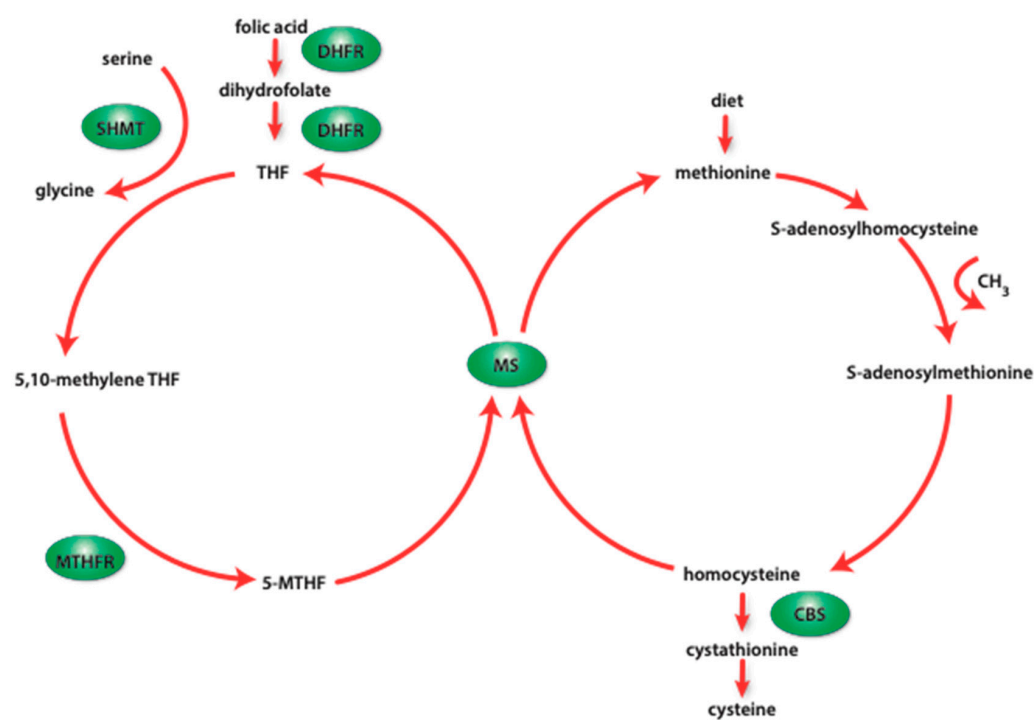 folic acid
DHFR
serine
dihydrofolate
SHMT
DHFR
THF
glycine
diet
methionine
S-adenosylhomocysteine
CH3
MS
5,10-methylene THF
S-adenosylmethionine
MTHFR
5-MTHF
homocysteine
CBS
cystathionine
cysteine